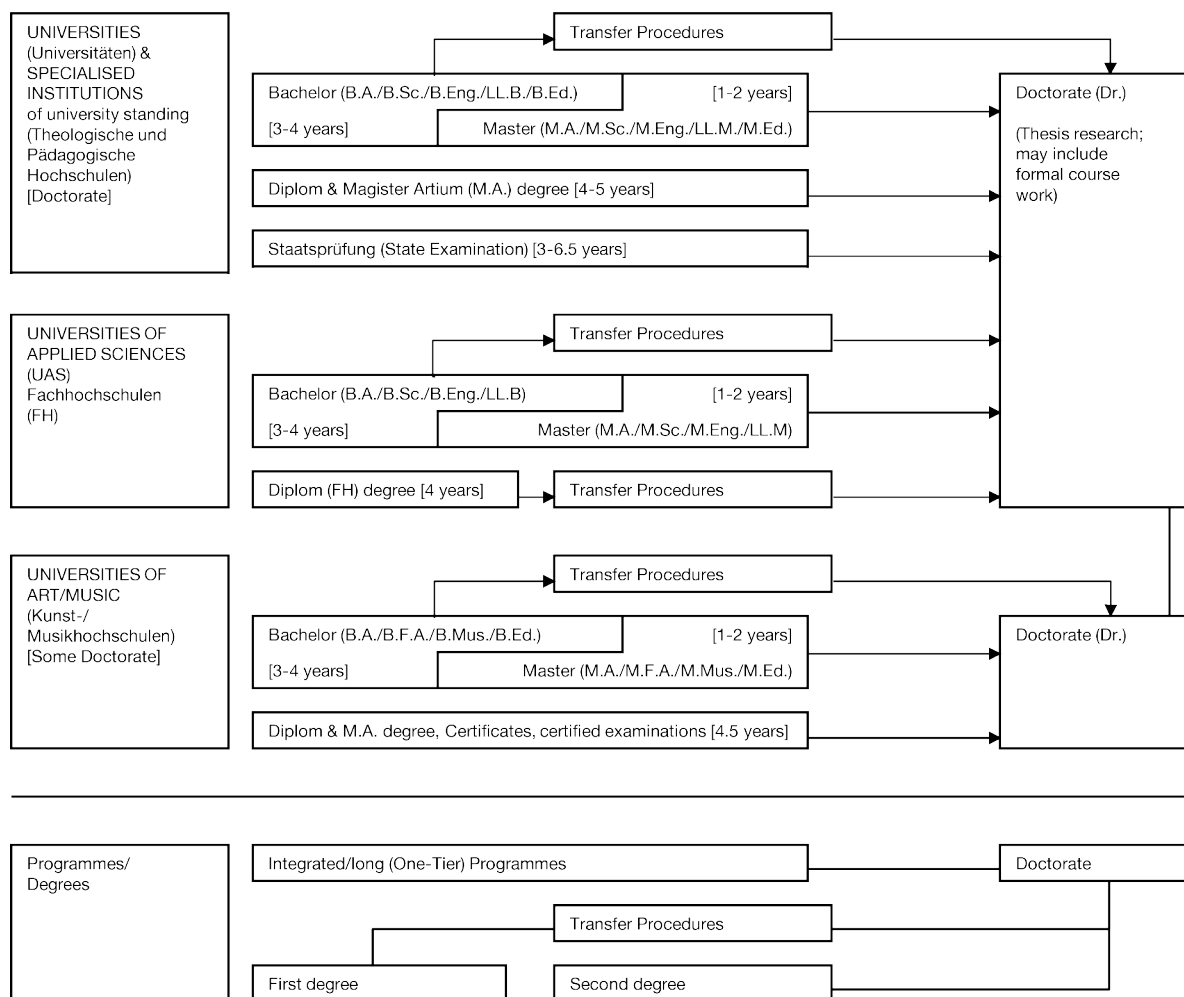 UNIVERSITIES
(Universitäten) &
SPECIALISED
INSTITUTIONS
of university standing
(Theologische und
Pädagogische
Hochschulen)
[Doctorate]
Transfer Procedures
Bachelor (B.A./B.Sc./B.Eng./LL.B./B.Ed.)
[1-2 years]
[3-4 years]
Master (M.A./M.Sc./M.Eng./LL.M./M.Ed.)
Diplom & Magister Artium (M.A.) degree [4-5 years]
Staatsprüfung (State Examination) [3-6.5 years]
Doctorate (Dr.)
(Thesis research;
may include
formal course
work)
UNIVERSITIES OF
APPLIED SCIENCES
(UAS)
Fachhochschulen
(FH)
Transfer Procedures
Bachelor (B.A./B.Sc./B.Eng./LL.B)
[1-2 years]
[3-4 years]
Master (M.A./M.Sc./M.Eng./LL.M)
Diplom (FH) degree [4 years]
Transfer Procedures
UNIVERSITIES OF
ART/MUSIC
(Kunst-/
Musikhochschulen)
[Some Doctorate]
Transfer Procedures
Bachelor (B.A./B.F.A./B.Mus./B.Ed.)
[1-2 years]
[3-4 years]
Master (M.A./M.F.A./M.Mus./M.Ed.)
Diplom & M.A. degree, Certificates, certified examinations [4.5 years]
Doctorate (Dr.)
Programmes/
Degrees
Integrated/long (One-Tier) Programmes
Doctorate
Transfer Procedures
First degree
Second degree